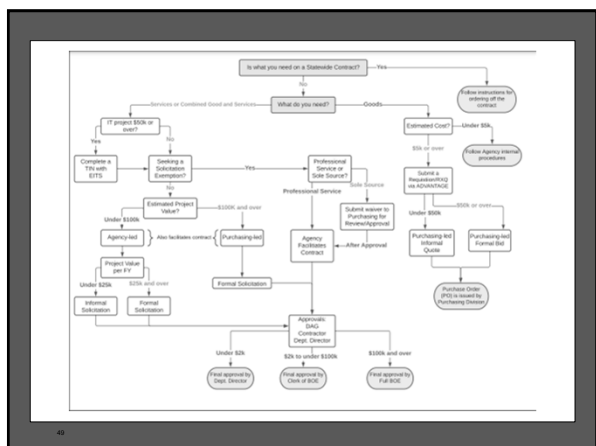 Is what you need on a Statewide Contract?
Yes
No
Follow instructions for
ordering off the
contract
Services or Combined Good and Services
What do you need?
Goods
IT project $50k or
over?
Estimated Cost?
Under $5k
Yes
No
Follow Agency Internal
procedures
$5k or over
Complete a
TIN with
EITS
Seeking a
Solicitation
Exemption?
Yes
Professional
Service or
Sole Source?
Submit a
Requisition/RXQ
via ADVANTAGE
Professional Service
Sole Source
No
Estimated Project
Value?
$100K and over
Submit waiver to
Purchasing for
Review/Approval
Under $50k
$50k or over
Under $100k
Agency-led
Also facilitates contract
Purchasing-led
Agency
Facilitates
Contract
After Approval
Purchasing-led
Informal
Quote
Purchasing-led
Formal Bid
Project Value
per FY
Under $25k
$25k and over
Formal Solicitation
Purchase Order
(PO) is issued by
Purchasing Division
Informal
Solicitation
Formal
Solicitation
Approvals:
DAG
Contractor
Dept. Director
Under $2k
$2k to under $100k
$100k and over
Final approval by
Dept. Director
Final approval by
Clerk of BOE
Final approval by
Full BOE
49